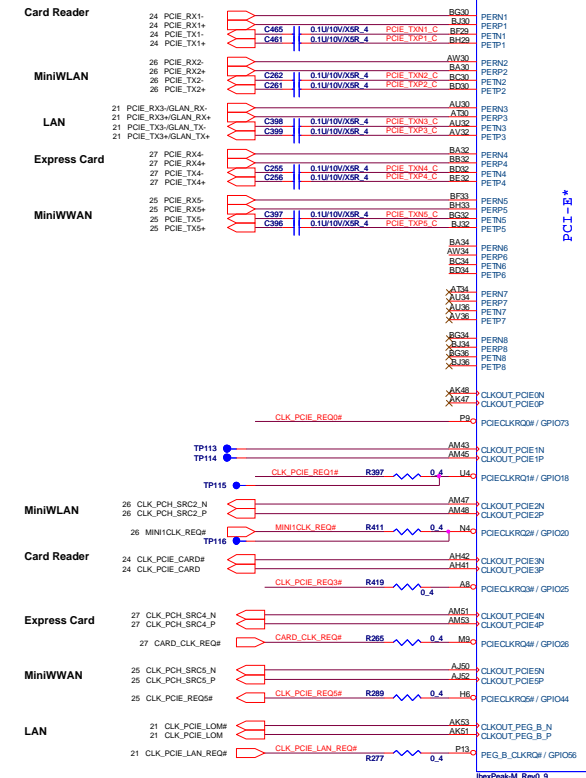 Card Reader
24 PCIE_RX1- BG30 PERN1
24 PCIE_RX1+ BJ30 PERP1
24 PCIE_TX1- C465 0.1U/10V/X5R_4 PCIE_TXN1_C BF29 PETN1
24 PCIE_TX1+ C461 0.1U/10V/X5R_4 PCIE_TXP1_C BH29 PETP1
MiniWLAN
26 PCIE_RX2- AW30 PERN2
26 PCIE_RX2+ BA30 PERP2
26 PCIE_TX2- C262 0.1U/10V/X5R_4 PCIE_TXN2_C BC30 PETN2
26 PCIE_TX2+ C261 0.1U/10V/X5R_4 PCIE_TXP2_C BD30 PETP2
LAN
21 PCIE_RX3-/GLAN_RX- AU30 PERN3
21 PCIE_RX3+/GLAN_RX+ AT30 PERP3
21 PCIE_TX3-/GLAN_TX- C398 0.1U/10V/X5R_4 PCIE_TXN3_C AU32 PETN3
21 PCIE_TX3+/GLAN_TX+ C399 0.1U/10V/X5R_4 PCIE_TXP3_C AV32 PETP3
Express Card
27 PCIE_RX4- BA32 PERN4
27 PCIE_RX4+ BB32 PERP4
27 PCIE_TX4- C255 0.1U/10V/X5R_4 PCIE_TXN4_C BD32 PETN4
27 PCIE_TX4+ C256 0.1U/10V/X5R_4 PCIE_TXP4_C BE32 PETP4
MiniWWAN
25 PCIE_RX5- BF33 PERN5
25 PCIE_RX5+ BH33 PERP5
25 PCIE_TX5- C397 0.1U/10V/X5R_4 PCIE_TXN5_C BG32 PETN5
25 PCIE_TX5+ C396 0.1U/10V/X5R_4 PCIE_TXP5_C BJ32 PETP5
PCI-E*
BA34 PERN6
AW34 PERP6
BC34 PETN6
BD34 PETP6
AT34 PERN7
AU34 PERP7
AU36 PETN7
AV36 PETP7
BG34 PERN8
BJ34 PERP8
BG36 PETN8
BJ36 PETP8
AK48 CLKOUT_PCIE0N
AK47 CLKOUT_PCIE0P
CLK_PCIE_REQ0# P9 PCIECLKRQ0# / GPIO73
TP113 AM43 CLKOUT_PCIE1N
TP114 AM45 CLKOUT_PCIE1P
CLK_PCIE_REQ1# R397 0_4 U4 PCIECLKRQ1# / GPIO18
TP115
MiniWLAN
26 CLK_PCH_SRC2_N AM47 CLKOUT_PCIE2N
26 CLK_PCH_SRC2_P AM48 CLKOUT_PCIE2P
26 MINI1CLK_REQ# MINI1CLK_REQ# R411 0_4 N4 PCIECLKRQ2# / GPIO20
TP116
Card Reader
24 CLK_PCIE_CARD# AH42 CLKOUT_PCIE3N
24 CLK_PCIE_CARD AH41 CLKOUT_PCIE3P
CLK_PCIE_REQ3# R419 0_4 A8 PCIECLKRQ3# / GPIO25
Express Card
27 CLK_PCH_SRC4_N AM51 CLKOUT_PCIE4N
27 CLK_PCH_SRC4_P AM53 CLKOUT_PCIE4P
27 CARD_CLK_REQ# CARD_CLK_REQ# R265 0_4 M9 PCIECLKRQ4# / GPIO26
MiniWWAN
25 CLK_PCH_SRC5_N AJ50 CLKOUT_PCIE5N
25 CLK_PCH_SRC5_P AJ52 CLKOUT_PCIE5P
25 CLK_PCIE_REQ5# CLK_PCIE_REQ5# R289 0_4 H6 PCIECLKRQ5# / GPIO44
LAN
21 CLK_PCIE_LOM# AK53 CLKOUT_PEG_B_N
21 CLK_PCIE_LOM AK51 CLKOUT_PEG_B_P
21 CLK_PCIE_LAN_REQ# CLK_PCIE_LAN_REQ# R277 0_4 P13 PEG_B_CLKRQ# / GPIO56
IbexPeak-M_Rev0_9